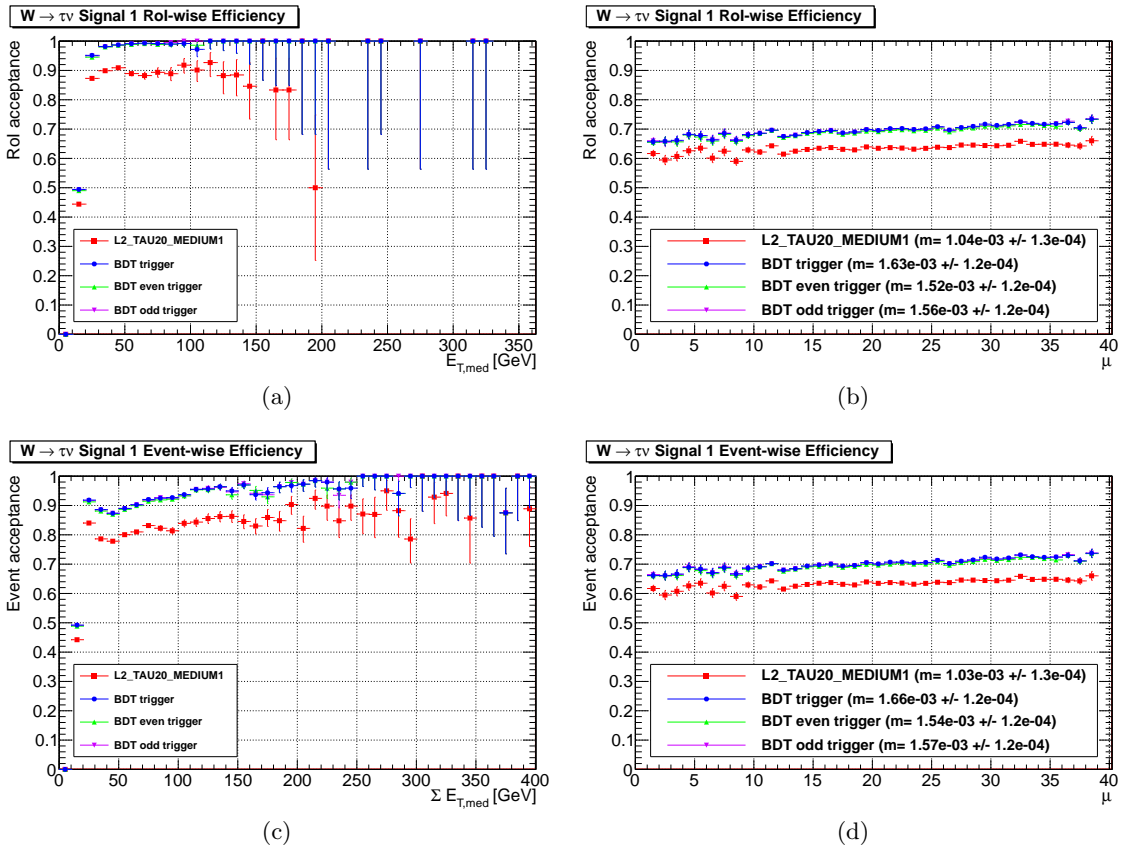 W → τν Signal 1 RoI-wise Efficiency
RoI acceptance
1
0.9
0.8
0.7
0.6
0.5
0.4
0.3
0.2
0.1
0
L2_TAU20_MEDIUM1
BDT trigger
BDT even trigger
BDT odd trigger
0 50 100 150 200 250 300 350
E_T,med [GeV]
(a)
W → τν Signal 1 RoI-wise Efficiency
RoI acceptance
1
0.9
0.8
0.7
0.6
0.5
0.4
0.3
0.2
0.1
0
L2_TAU20_MEDIUM1 (m= 1.04e-03 +/- 1.3e-04)
BDT trigger (m= 1.63e-03 +/- 1.2e-04)
BDT even trigger (m= 1.52e-03 +/- 1.2e-04)
BDT odd trigger (m= 1.56e-03 +/- 1.2e-04)
0 5 10 15 20 25 30 35 40
μ
(b)
W → τν Signal 1 Event-wise Efficiency
Event acceptance
1
0.9
0.8
0.7
0.6
0.5
0.4
0.3
0.2
0.1
0
L2_TAU20_MEDIUM1
BDT trigger
BDT even trigger
BDT odd trigger
0 50 100 150 200 250 300 350 400
Σ E_T,med [GeV]
(c)
W → τν Signal 1 Event-wise Efficiency
Event acceptance
1
0.9
0.8
0.7
0.6
0.5
0.4
0.3
0.2
0.1
0
L2_TAU20_MEDIUM1 (m= 1.03e-03 +/- 1.3e-04)
BDT trigger (m= 1.66e-03 +/- 1.2e-04)
BDT even trigger (m= 1.54e-03 +/- 1.2e-04)
BDT odd trigger (m= 1.57e-03 +/- 1.2e-04)
0 5 10 15 20 25 30 35 40
μ
(d)